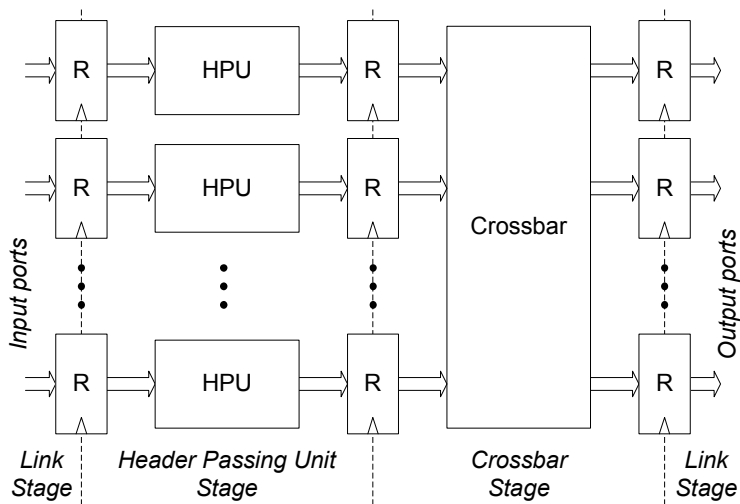 R HPU R R
R HPU R Crossbar R
Input ports
Output ports
R HPU R R
Link Stage
Header Passing Unit Stage
Crossbar Stage
Link Stage